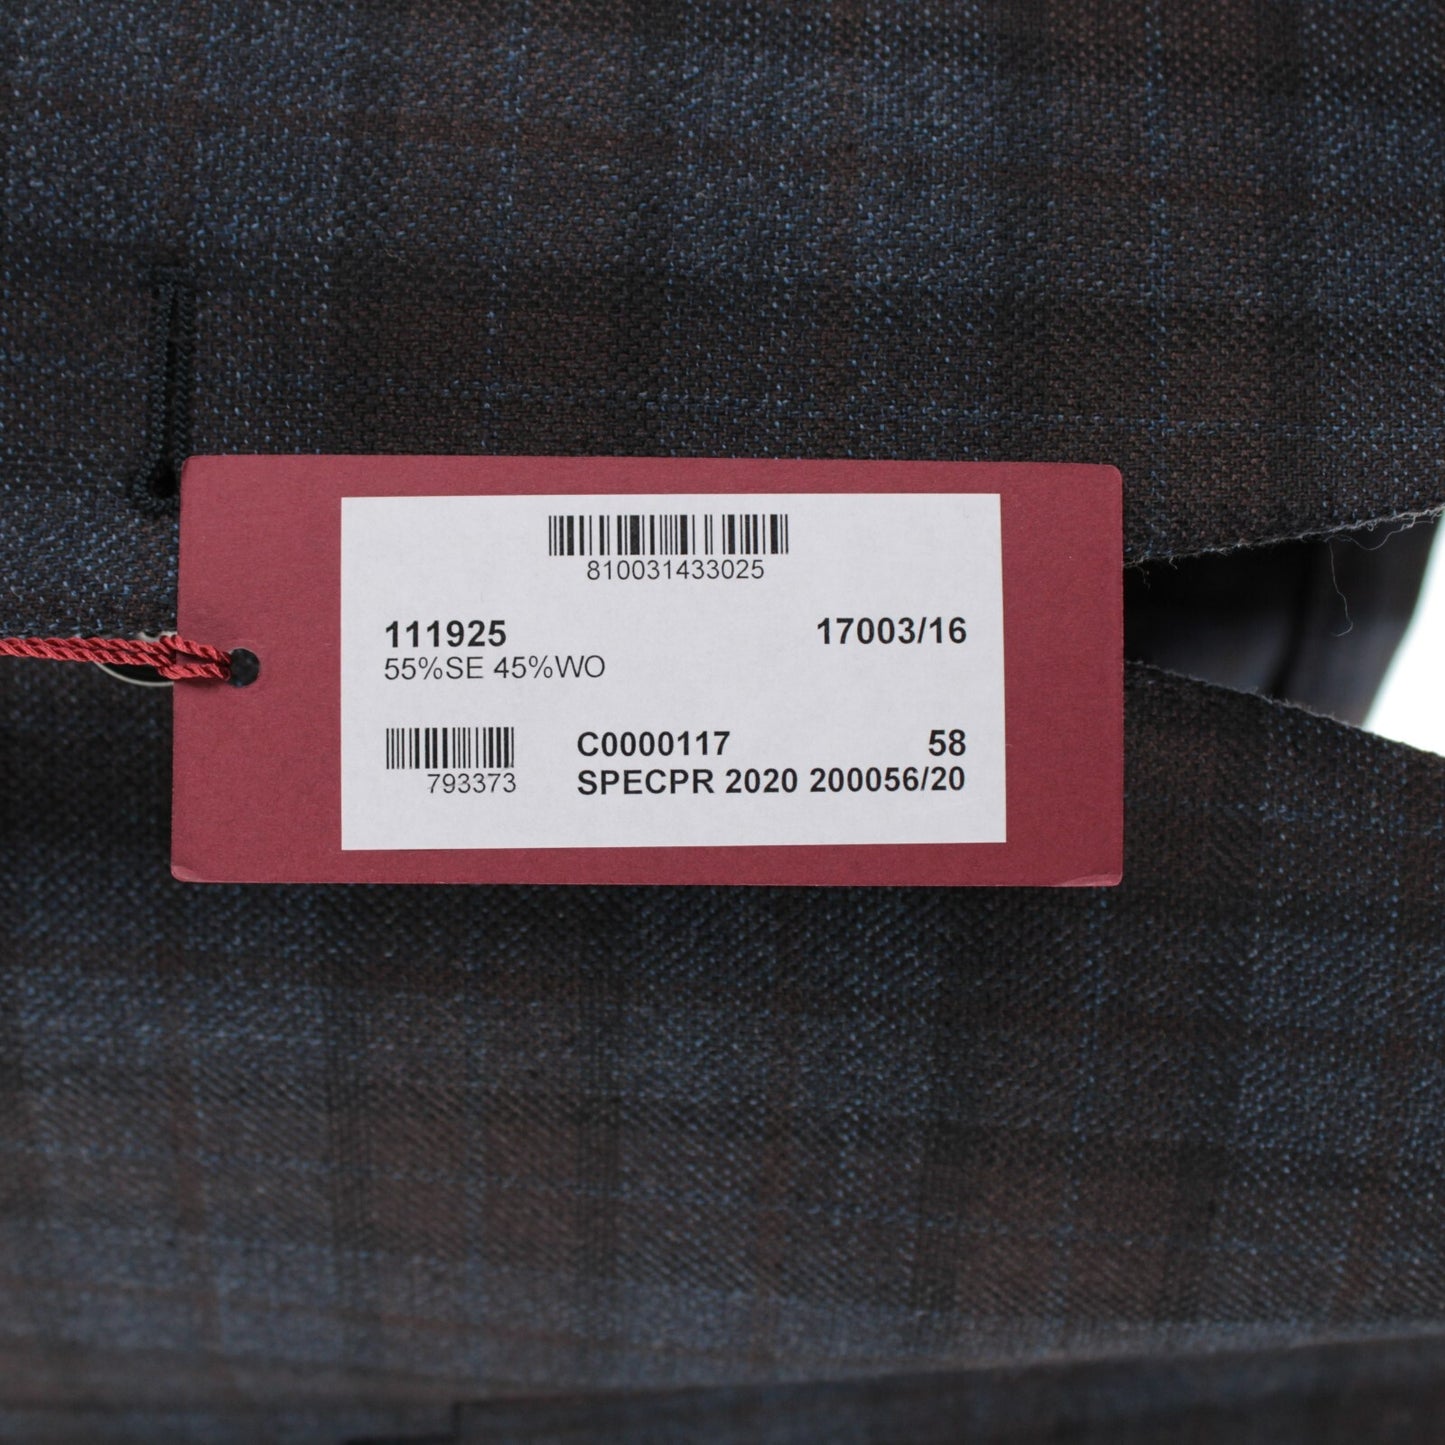 810031433025
111925 17003/16
55%SE 45%WO
C0000117 58
793373 SPECPR 2020 200056/20